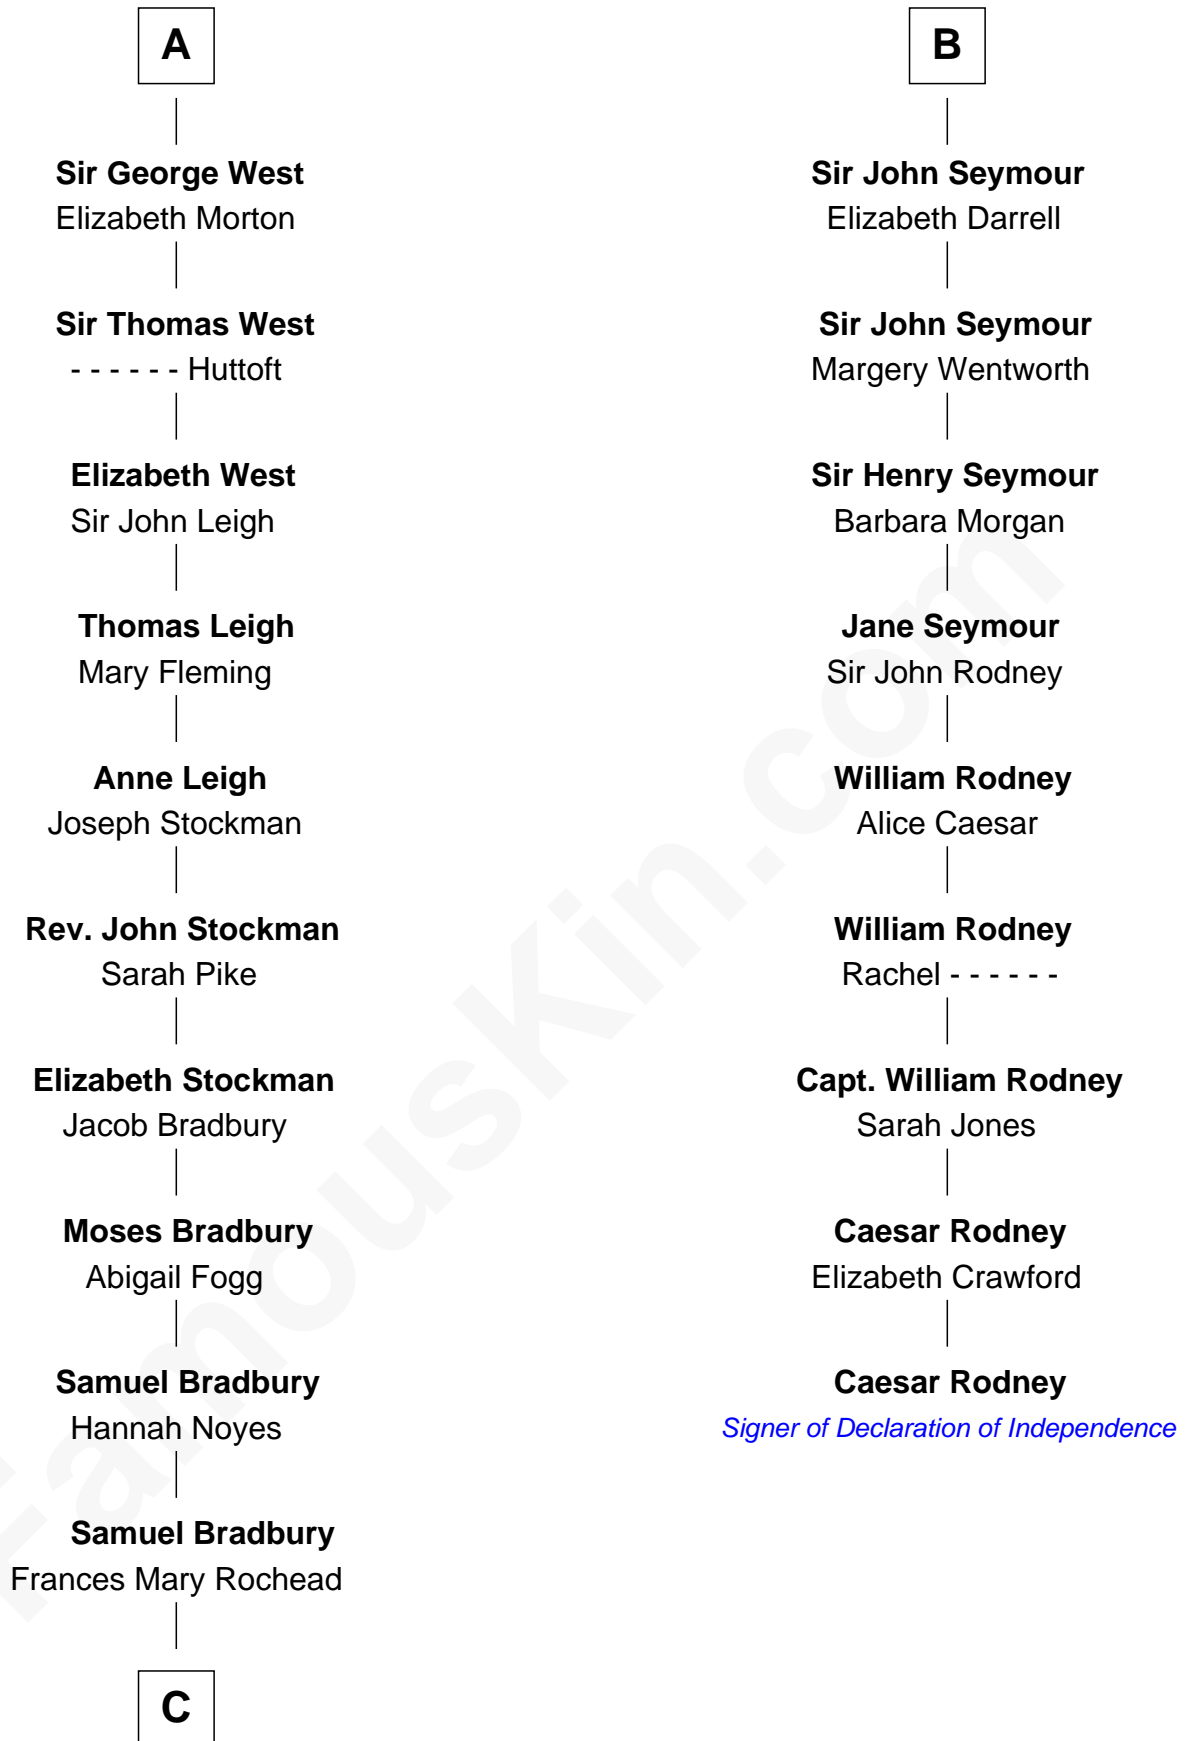 A
Sir George West
Elizabeth Morton
Sir Thomas West
- - - - - - Huttoft
Elizabeth West
Sir John Leigh
Thomas Leigh
Mary Fleming
Anne Leigh
Joseph Stockman
Rev. John Stockman
Sarah Pike
Elizabeth Stockman
Jacob Bradbury
Moses Bradbury
Abigail Fogg
Samuel Bradbury
Hannah Noyes
Samuel Bradbury
Frances Mary Rochead
C
B
Sir John Seymour
Elizabeth Darrell
Sir John Seymour
Margery Wentworth
Sir Henry Seymour
Barbara Morgan
Jane Seymour
Sir John Rodney
William Rodney
Alice Caesar
William Rodney
Rachel - - - - - -
Capt. William Rodney
Sarah Jones
Caesar Rodney
Elizabeth Crawford
Caesar Rodney
Signer of Declaration of Independence
FamousKin.com